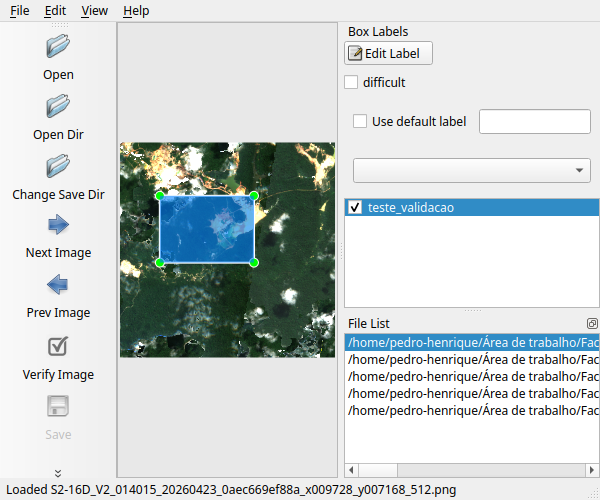 File Edit View Help
Open
Open Dir
Change Save Dir
Next Image
Prev Image
Verify Image
Save
Box Labels
Edit Label
difficult
Use default label
teste_validacao
File List
/home/pedro-henrique/Área de trabalho/Fac
/home/pedro-henrique/Área de trabalho/Fac
/home/pedro-henrique/Área de trabalho/Fac
/home/pedro-henrique/Área de trabalho/Fac
/home/pedro-henrique/Área de trabalho/Fac
Loaded S2-16D_V2_014015_20260423_0aec669ef88a_x009728_y007168_512.png